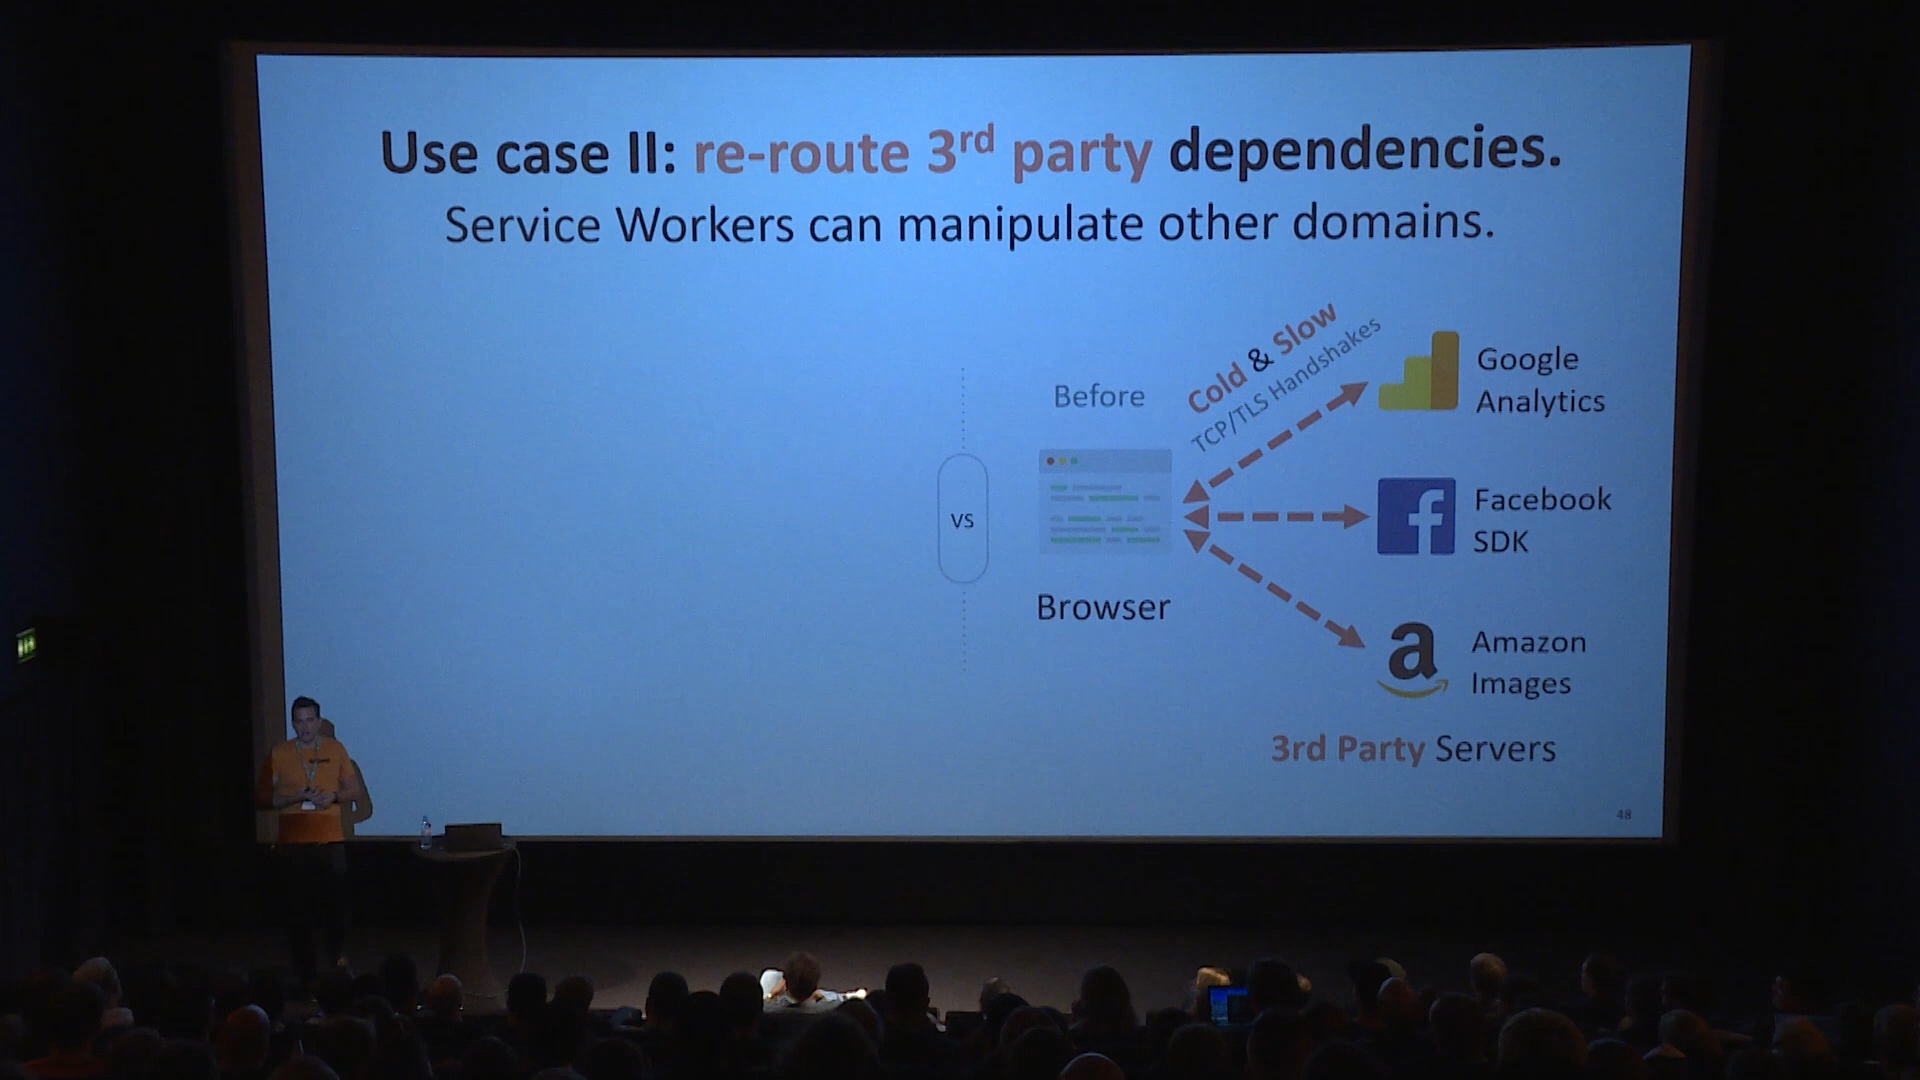 Use case II: re-route 3rd party dependencies.
Service Workers can manipulate other domains.
Cold & Slow
TCP/TLS Handshakes
Before
Google
Analytics
vs
Facebook
SDK
Browser
a
Amazon
Images
3rd Party Servers
48